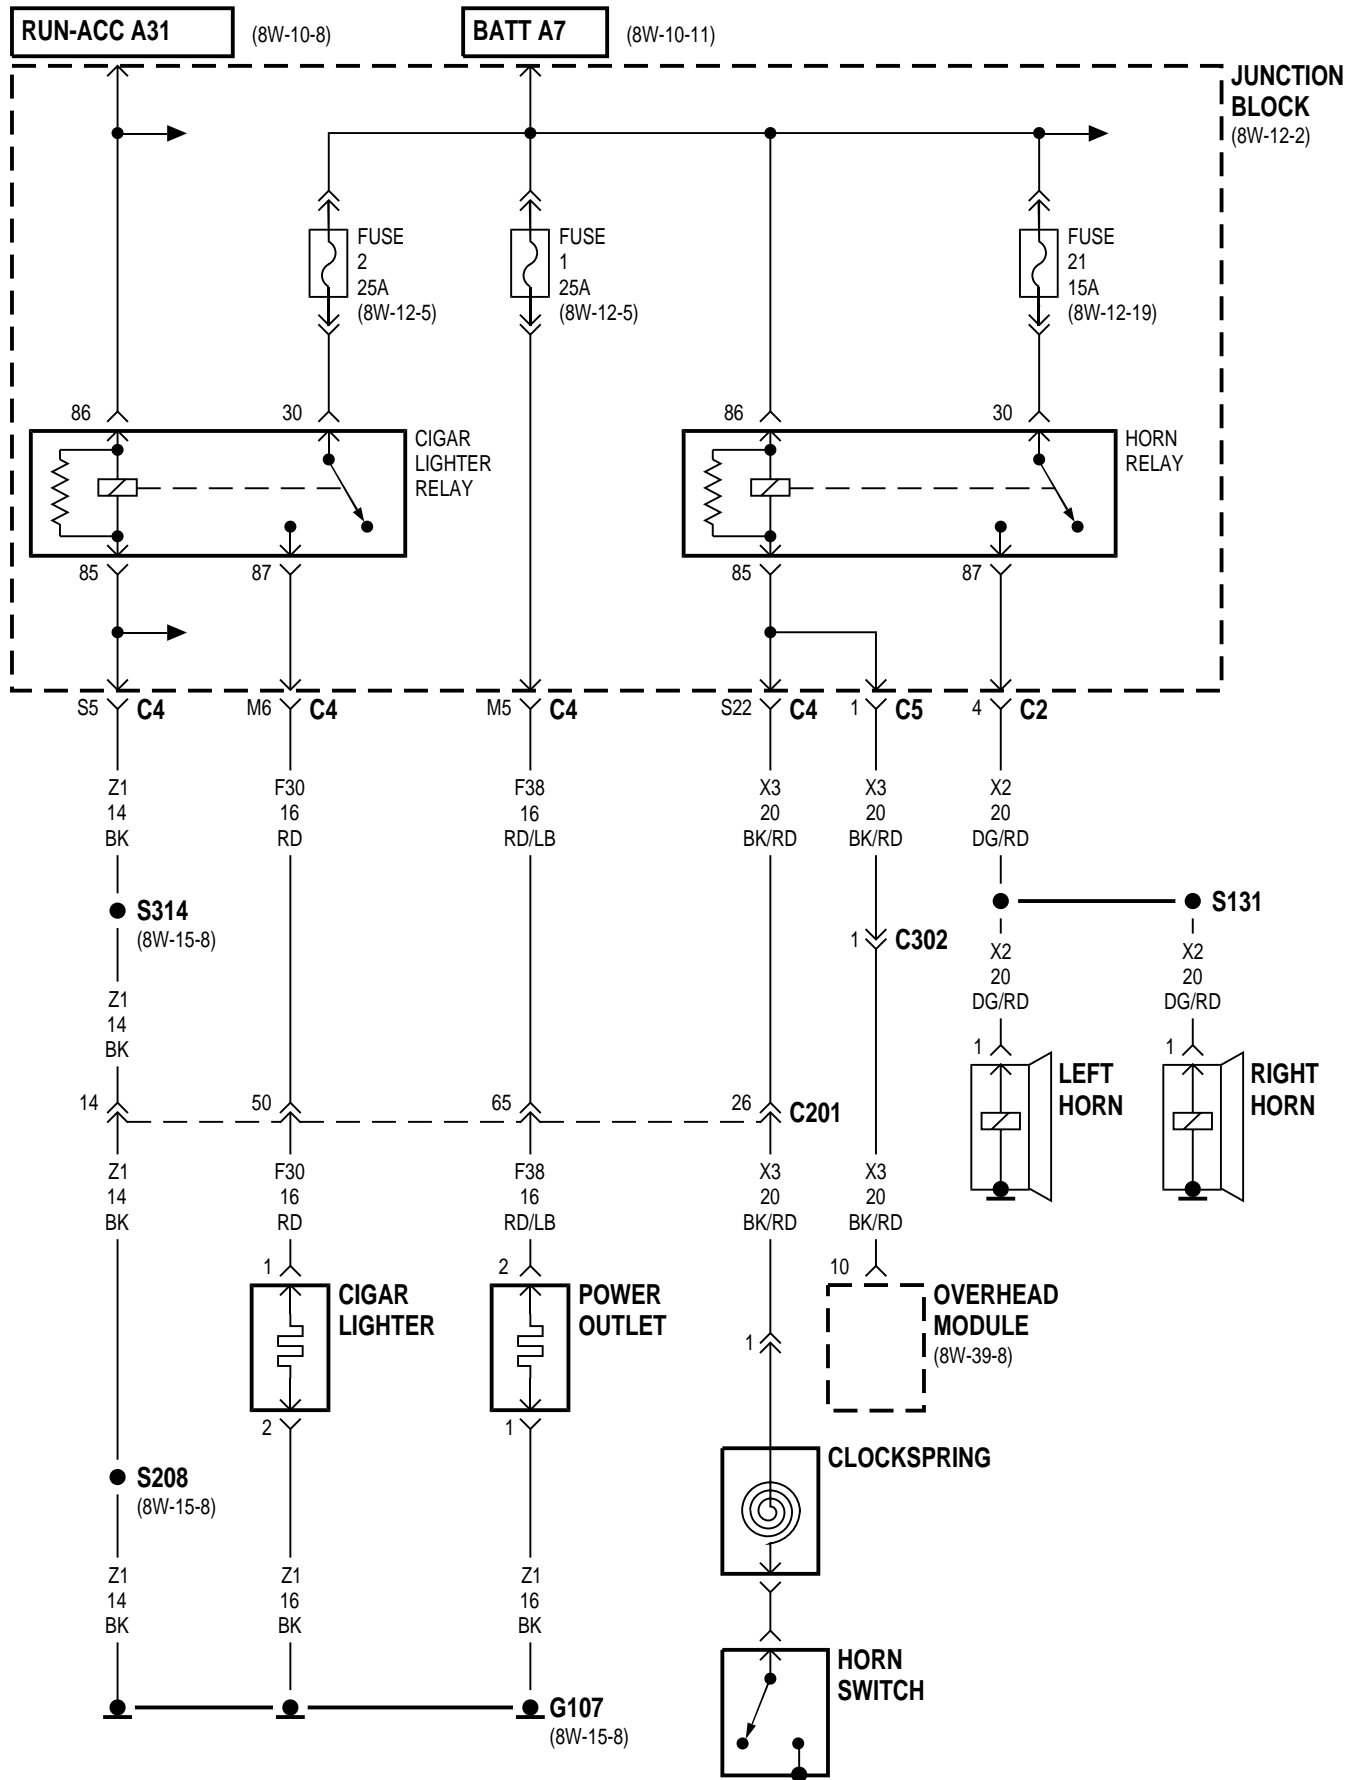 RUN-ACC A31
(8W-10-8)
BATT A7
(8W-10-11)
JUNCTION
BLOCK
(8W-12-2)
FUSE
2
25A
(8W-12-5)
FUSE
1
25A
(8W-12-5)
FUSE
21
15A
(8W-12-19)
86
30
86
30
CIGAR
LIGHTER
RELAY
HORN
RELAY
85
87
85
87
S5
C4
M6
C4
M5
C4
S22
C4
1
C5
4
C2
Z1
14
BK
F30
16
RD
F38
16
RD/LB
X3
20
BK/RD
X3
20
BK/RD
X2
20
DG/RD
S314
(8W-15-8)
S131
1
C302
Z1
14
BK
X2
20
DG/RD
X2
20
DG/RD
1
LEFT
HORN
1
RIGHT
HORN
14
50
65
26
C201
Z1
14
BK
F30
16
RD
F38
16
RD/LB
X3
20
BK/RD
X3
20
BK/RD
1
CIGAR
LIGHTER
2
2
POWER
OUTLET
1
10
OVERHEAD
MODULE
(8W-39-8)
1
CLOCKSPRING
S208
(8W-15-8)
Z1
14
BK
Z1
16
BK
Z1
16
BK
HORN
SWITCH
G107
(8W-15-8)